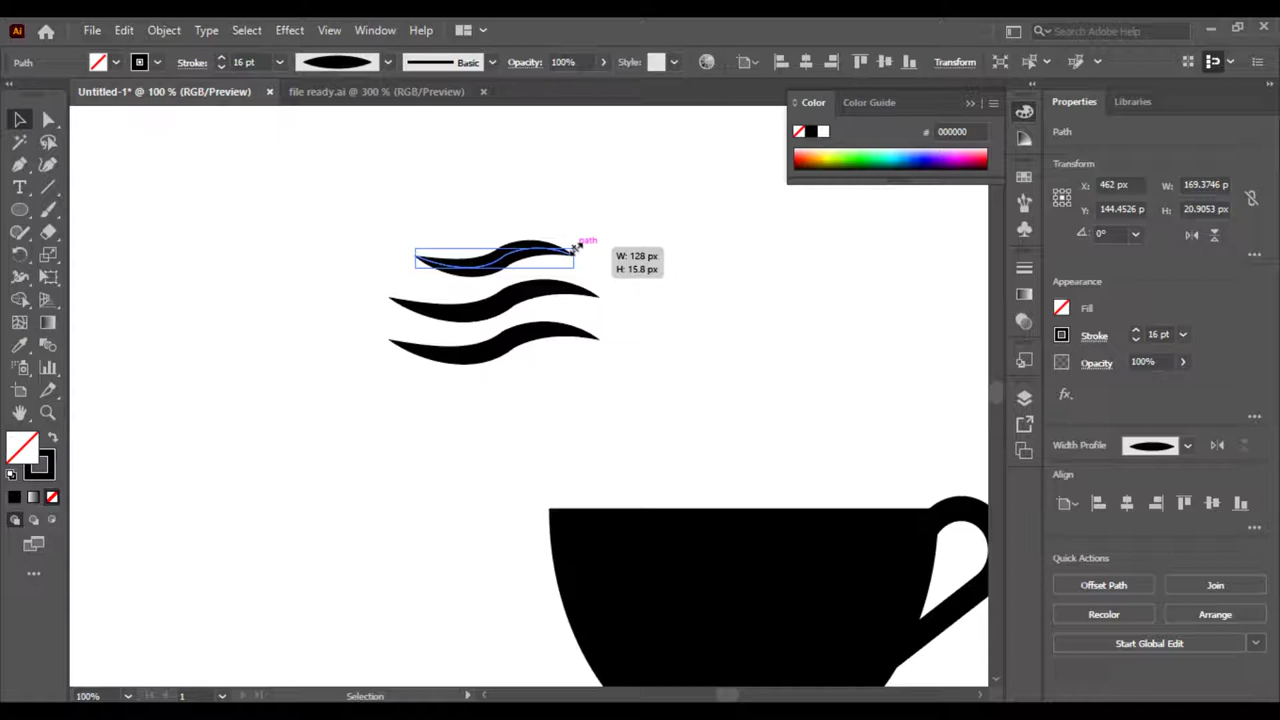 Ai File Edit Object Type Select Effect View Window Help Search Adobe Help
Path Stroke: 16 pt Basic Opacity: 100% Style: Transform
Untitled-1* @ 100 % (RGB/Preview) × file ready.ai @ 300 % (RGB/Preview) ×
Color Color Guide
# 000000
path
W: 128 px
H: 15.8 px
Properties Libraries
Path
Transform
X: 462 px W: 169.3746 p
Y: 144.4526 p H: 20.9053 px
0°
Appearance
Fill
Stroke 16 pt
Opacity 100%
fx.
Width Profile
Align
Quick Actions
Offset Path Join
Recolor Arrange
Start Global Edit
100% 1 Selection